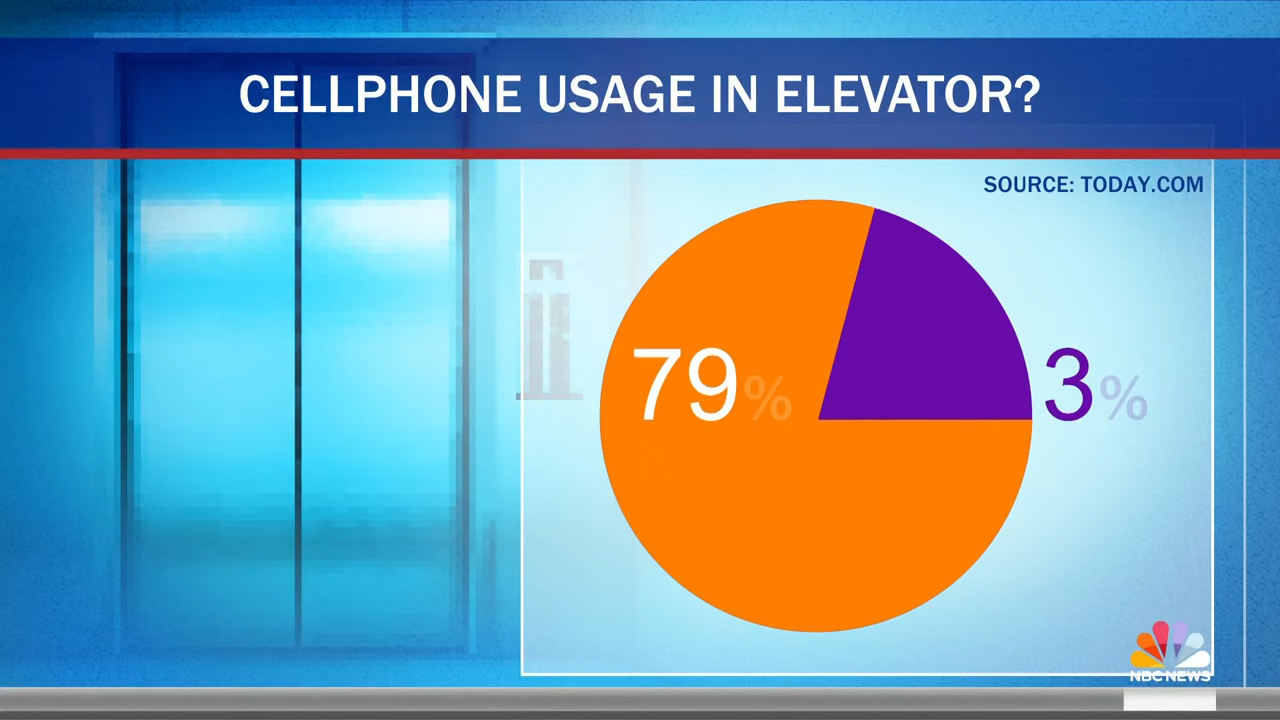 CELLPHONE USAGE IN ELEVATOR?
SOURCE: TODAY.COM
79%
3%
NBC NEWS